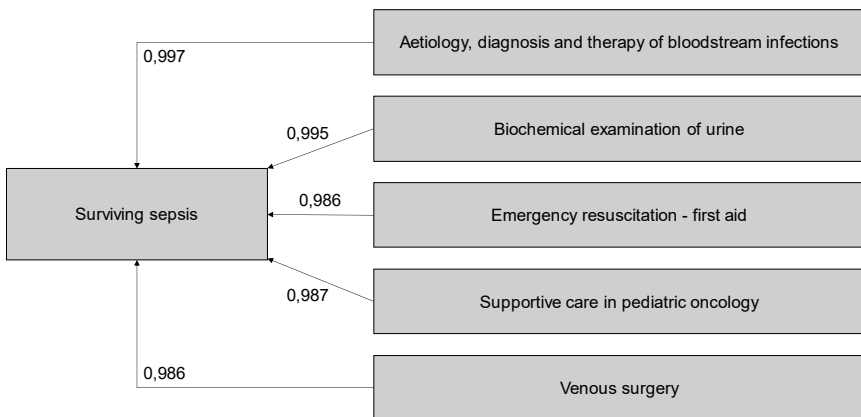 Aetiology, diagnosis and therapy of bloodstream infections
0,997
Biochemical examination of urine
0,995
Surviving sepsis
0,986
Emergency resuscitation - first aid
0,987
Supportive care in pediatric oncology
0,986
Venous surgery